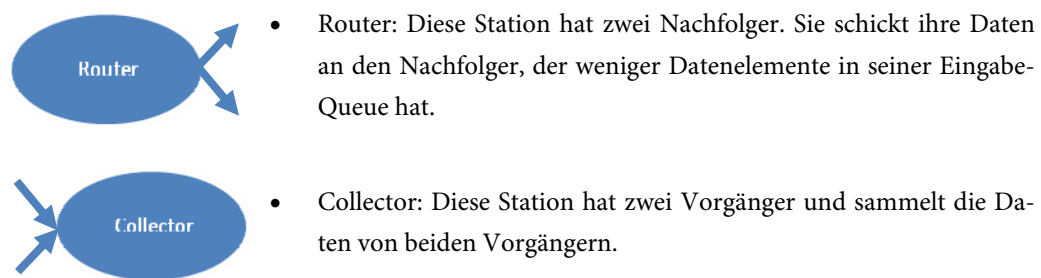 Router
• Router: Diese Station hat zwei Nachfolger. Sie schickt ihre Daten
an den Nachfolger, der weniger Datenelemente in seiner Eingabe-
Queue hat.
Collector
• Collector: Diese Station hat zwei Vorgänger und sammelt die Da-
ten von beiden Vorgängern.